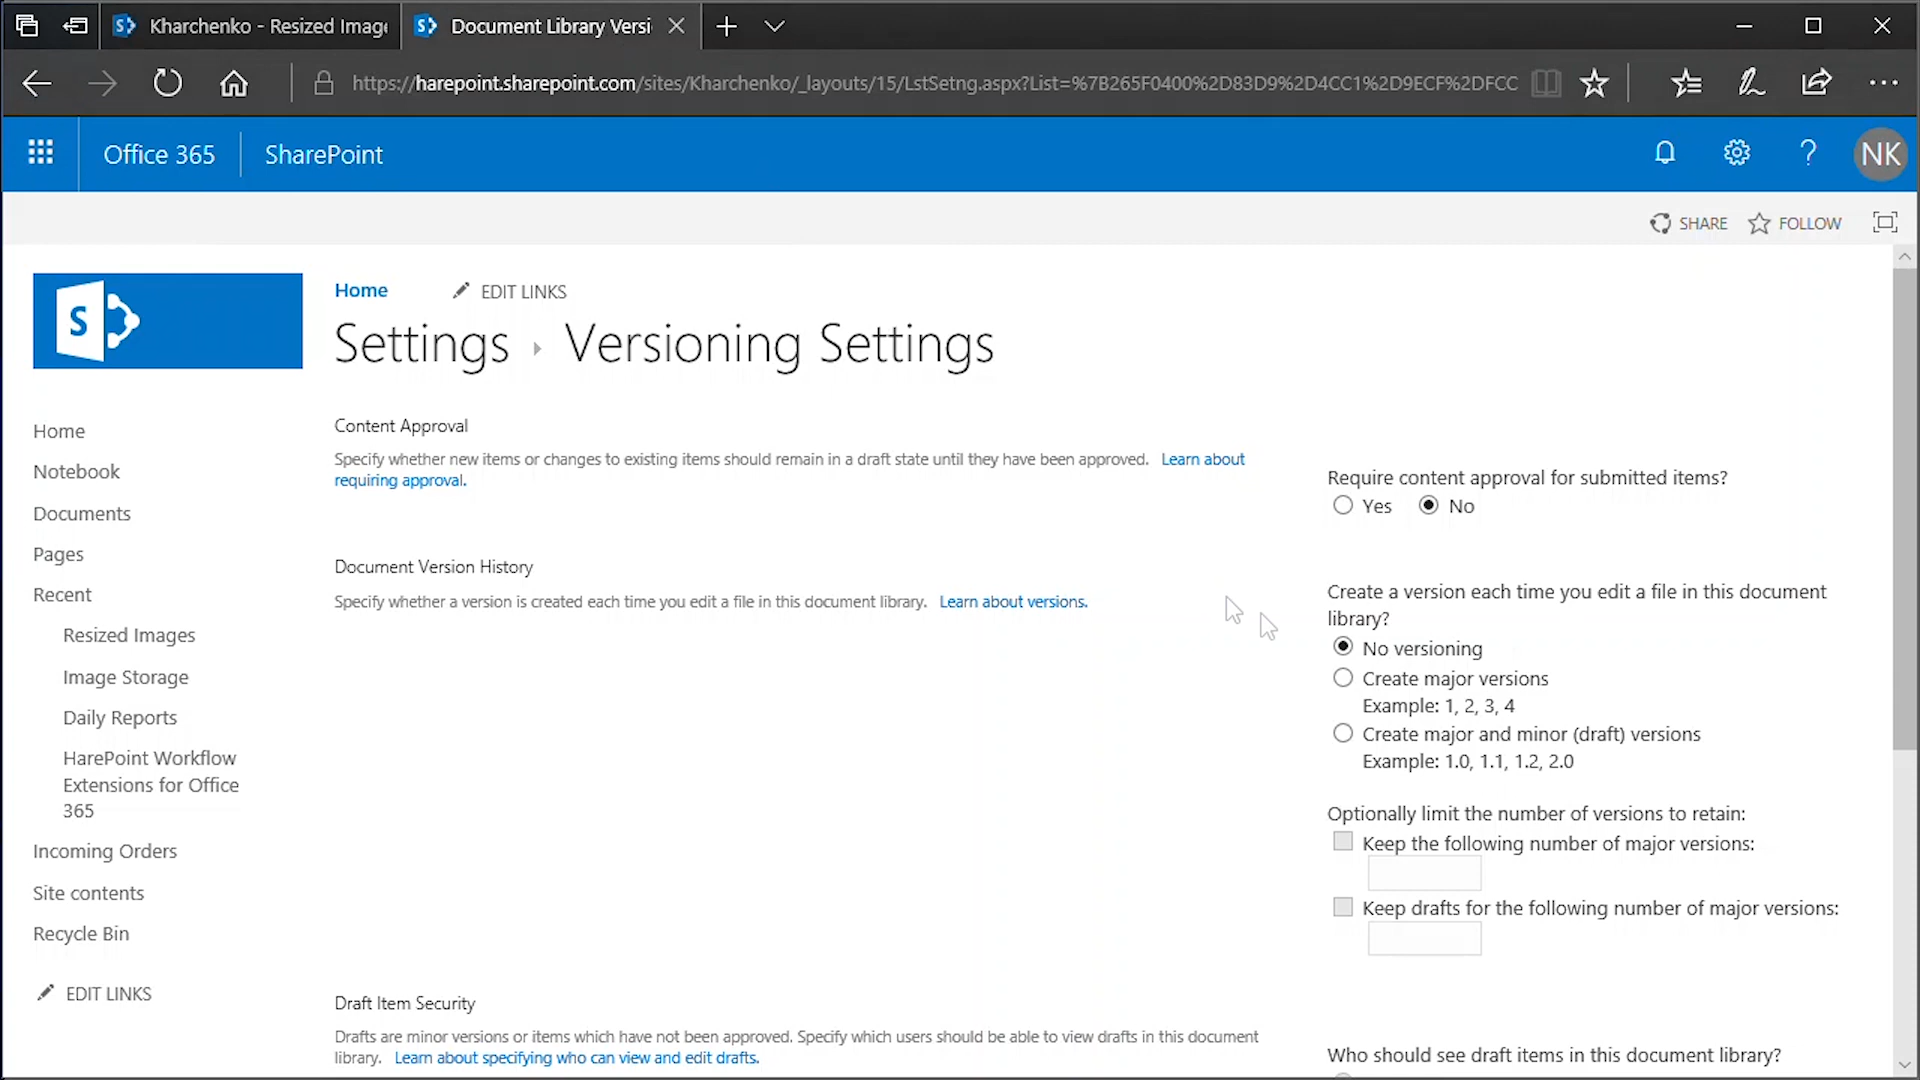 Kharchenko - Resized Image
Document Library Versi
https://harepoint.sharepoint.com/sites/Kharchenko/_layouts/15/LstSetng.aspx?List=%7B265F0400%2D83D9%2D4CC1%2D9ECF%2DFCC
Office 365
SharePoint
?
NK
SHARE
FOLLOW
S
Home
EDIT LINKS
Settings
Versioning Settings
Home
Notebook
Documents
Pages
Recent
Resized Images
Image Storage
Daily Reports
HarePoint Workflow
Extensions for Office
365
Incoming Orders
Site contents
Recycle Bin
EDIT LINKS
Content Approval
Specify whether new items or changes to existing items should remain in a draft state until they have been approved. Learn about
requiring approval.
Require content approval for submitted items?
Yes
No
Document Version History
Specify whether a version is created each time you edit a file in this document library. Learn about versions.
Create a version each time you edit a file in this document
library?
No versioning
Create major versions
Example: 1, 2, 3, 4
Create major and minor (draft) versions
Example: 1.0, 1.1, 1.2, 2.0
Optionally limit the number of versions to retain:
Keep the following number of major versions:
Keep drafts for the following number of major versions:
Draft Item Security
Drafts are minor versions or items which have not been approved. Specify which users should be able to view drafts in this document
library. Learn about specifying who can view and edit drafts.
Who should see draft items in this document library?